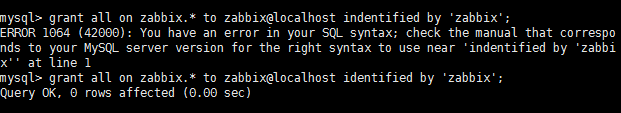 mysql> grant all on zabbix.* to zabbix@localhost indentified by 'zabbix';
ERROR 1064 (42000): You have an error in your SQL syntax; check the manual that correspo
nds to your MySQL server version for the right syntax to use near 'indentified by 'zabbi
x'' at line 1
mysql> grant all on zabbix.* to zabbix@localhost identified by 'zabbix';
Query OK, 0 rows affected (0.00 sec)